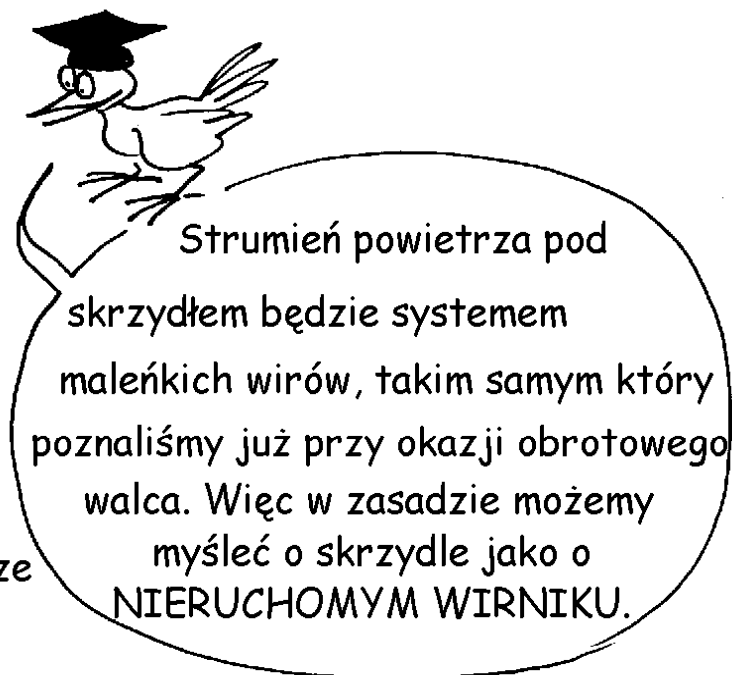 Strumień powietrza pod
skrzydłem będzie systemem
maleńkich wirów, takim samym który
poznaliśmy już przy okazji obrotowego
walca. Więc w zasadzie możemy
myśleć o skrzydle jako o
ze
NIERUCHOMYM WIRNIKU.